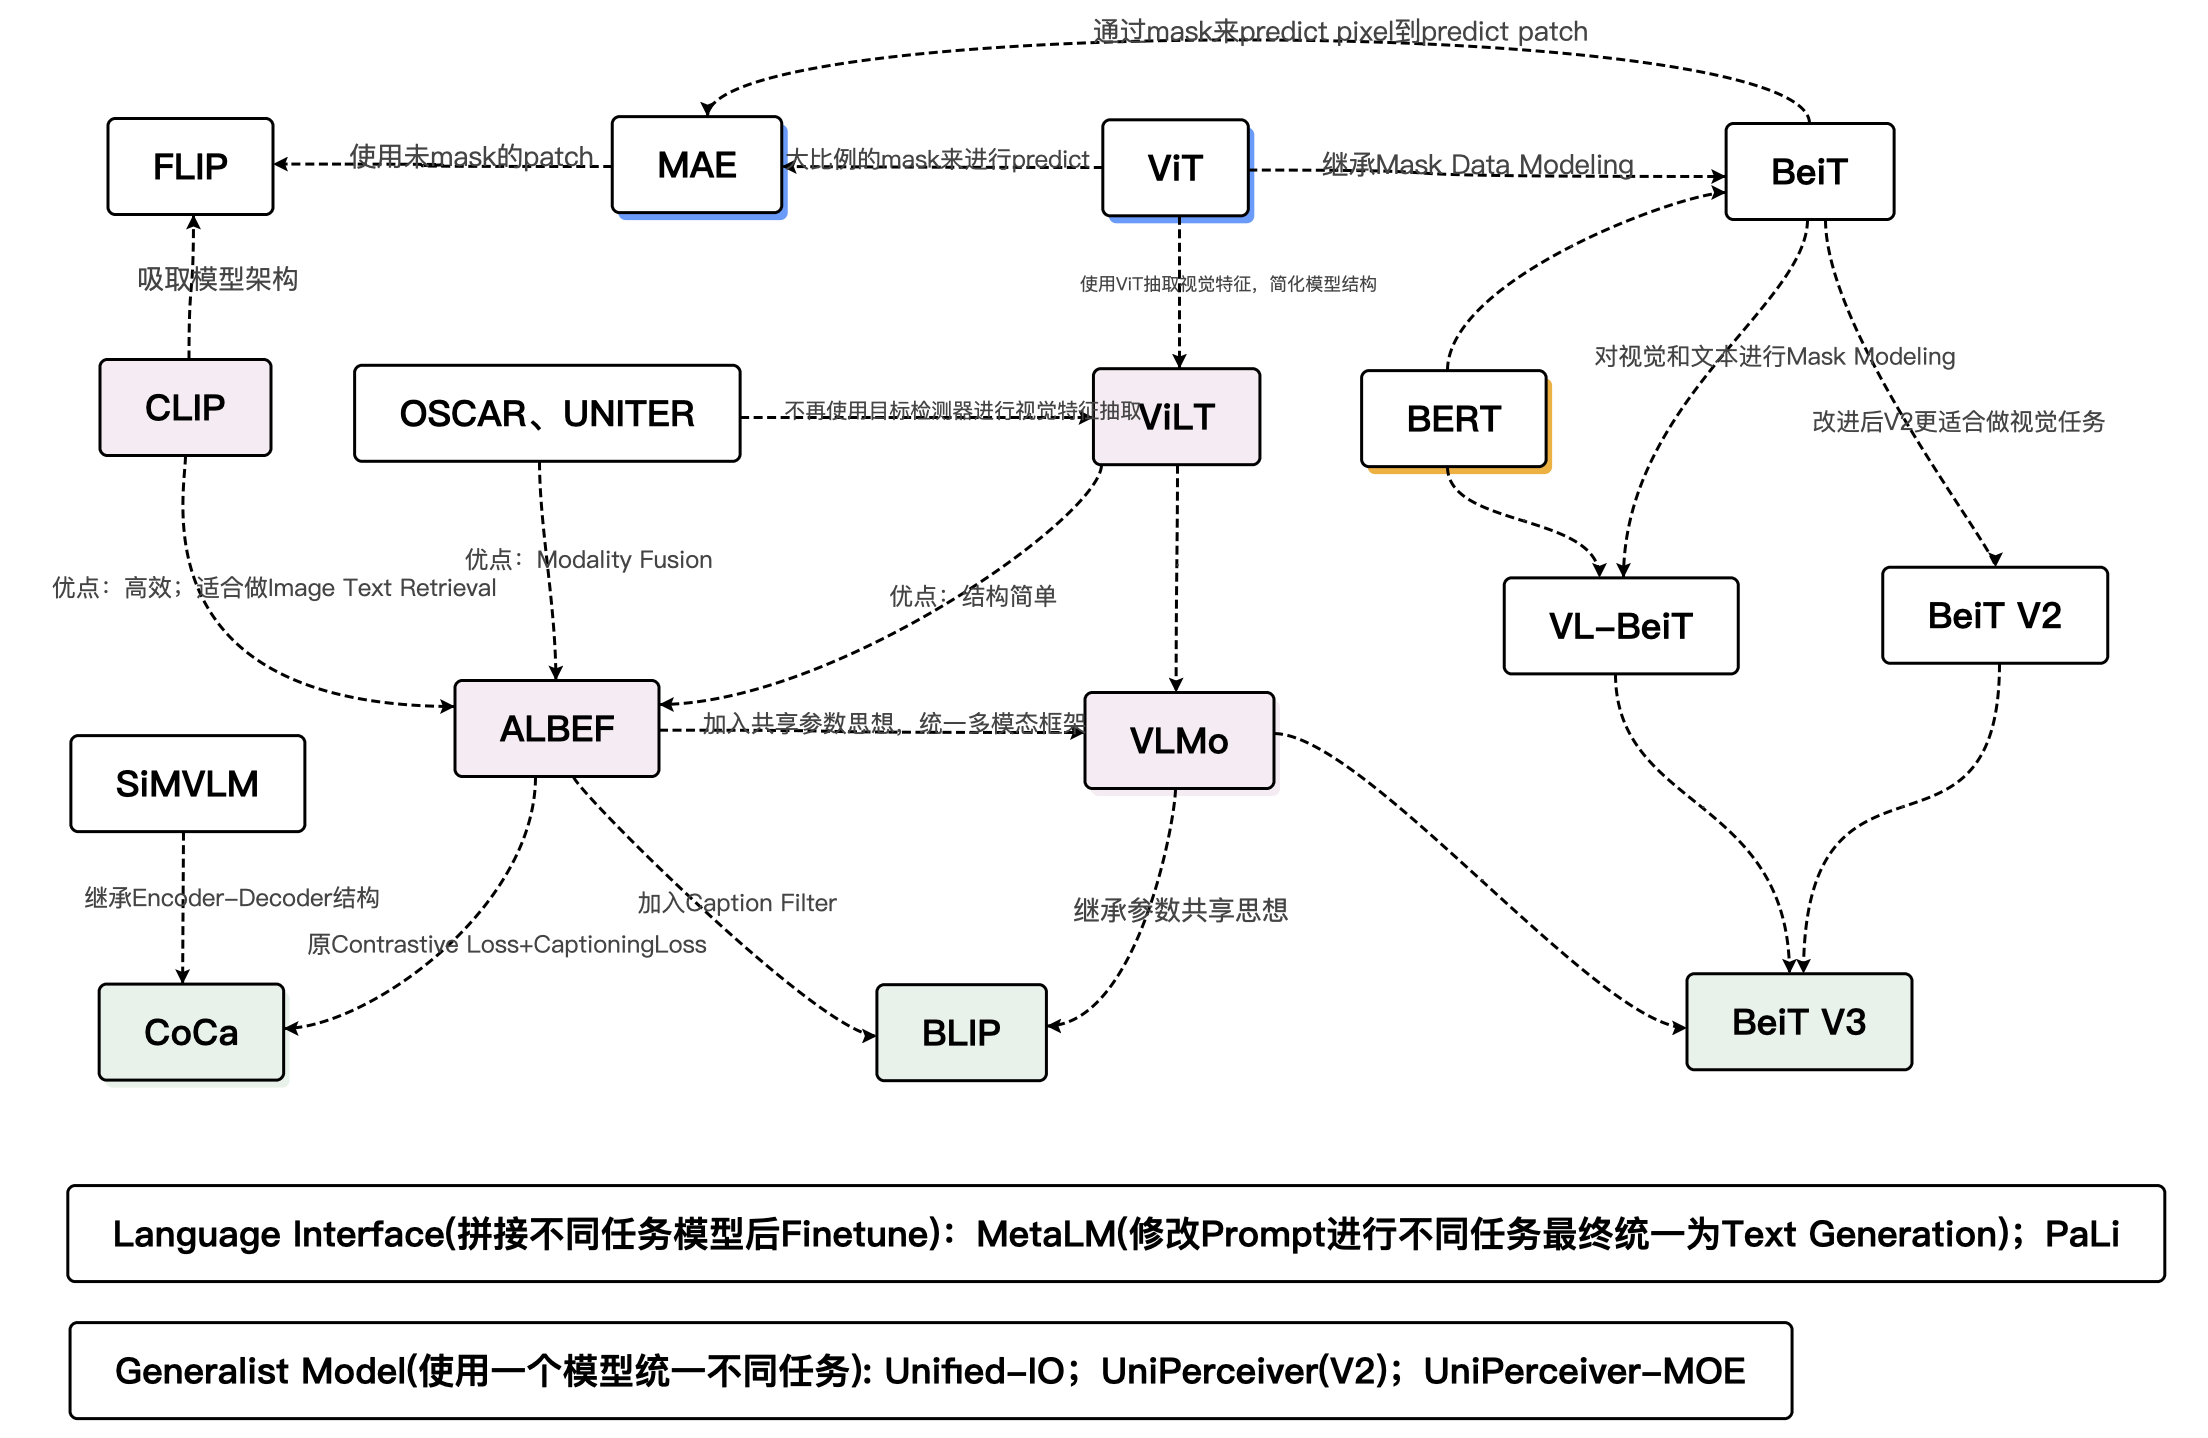 通过mask来predict pixel到predict patch
FLIP
使用未mask的patch
MAE
大比例的mask来进行predict
ViT
继承Mask Data Modeling
BeiT
吸取模型架构
使用ViT抽取视觉特征，简化模型结构
对视觉和文本进行Mask Modeling
CLIP
OSCAR、UNITER
不再使用目标检测器进行视觉特征抽取
ViLT
BERT
改进后V2更适合做视觉任务
优点：高效；适合做Image Text Retrieval
优点：Modality Fusion
优点：结构简单
VL-BeiT
BeiT V2
ALBEF
加入共享参数思想，统一多模态框架
VLMo
SiMVLM
继承Encoder-Decoder结构
原Contrastive Loss+CaptioningLoss
加入Caption Filter
继承参数共享思想
CoCa
BLIP
BeiT V3
Language Interface(拼接不同任务模型后Finetune)：MetaLM(修改Prompt进行不同任务最终统一为Text Generation)；PaLi
Generalist Model(使用一个模型统一不同任务): Unified-IO；UniPerceiver(V2)；UniPerceiver-MOE